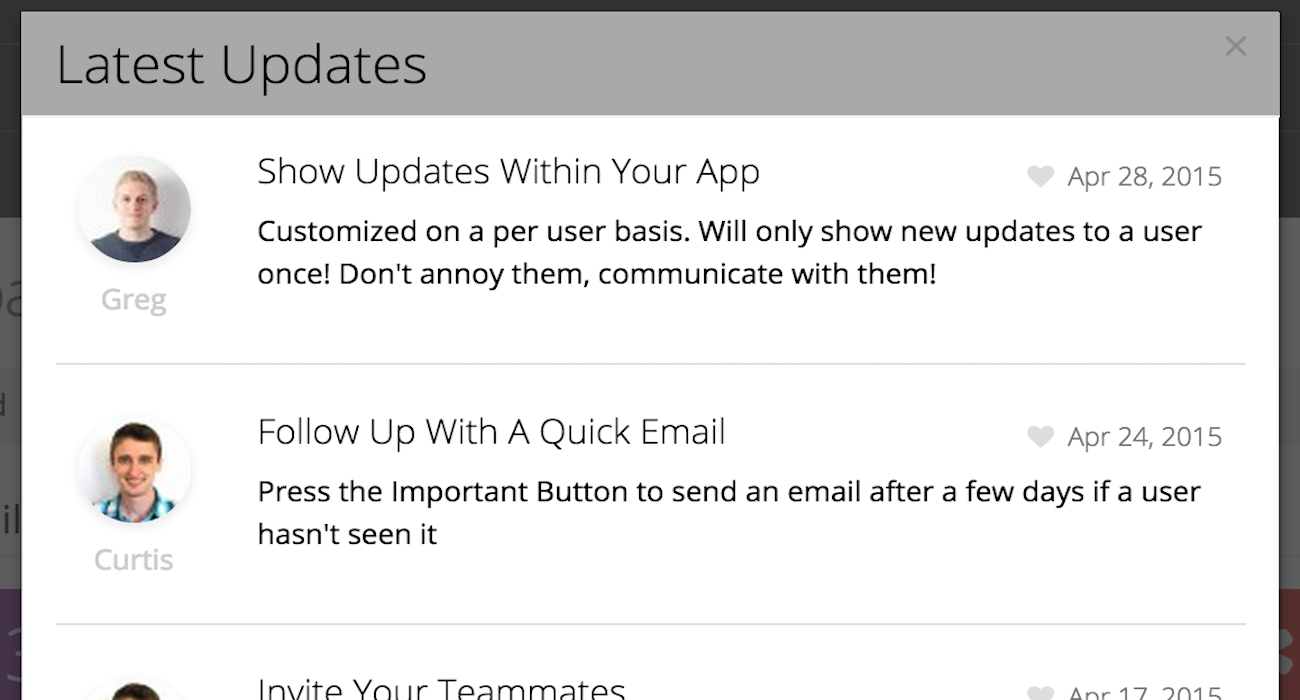 Latest Updates
Show Updates Within Your App
Apr 28, 2015
Customized on a per user basis. Will only show new updates to a user
once! Don't annoy them, communicate with them!
Greg
Follow Up With A Quick Email
Apr 24, 2015
Press the Important Button to send an email after a few days if a user
hasn't seen it
Curtis
Invite Your Teammates
Apr 17, 2015